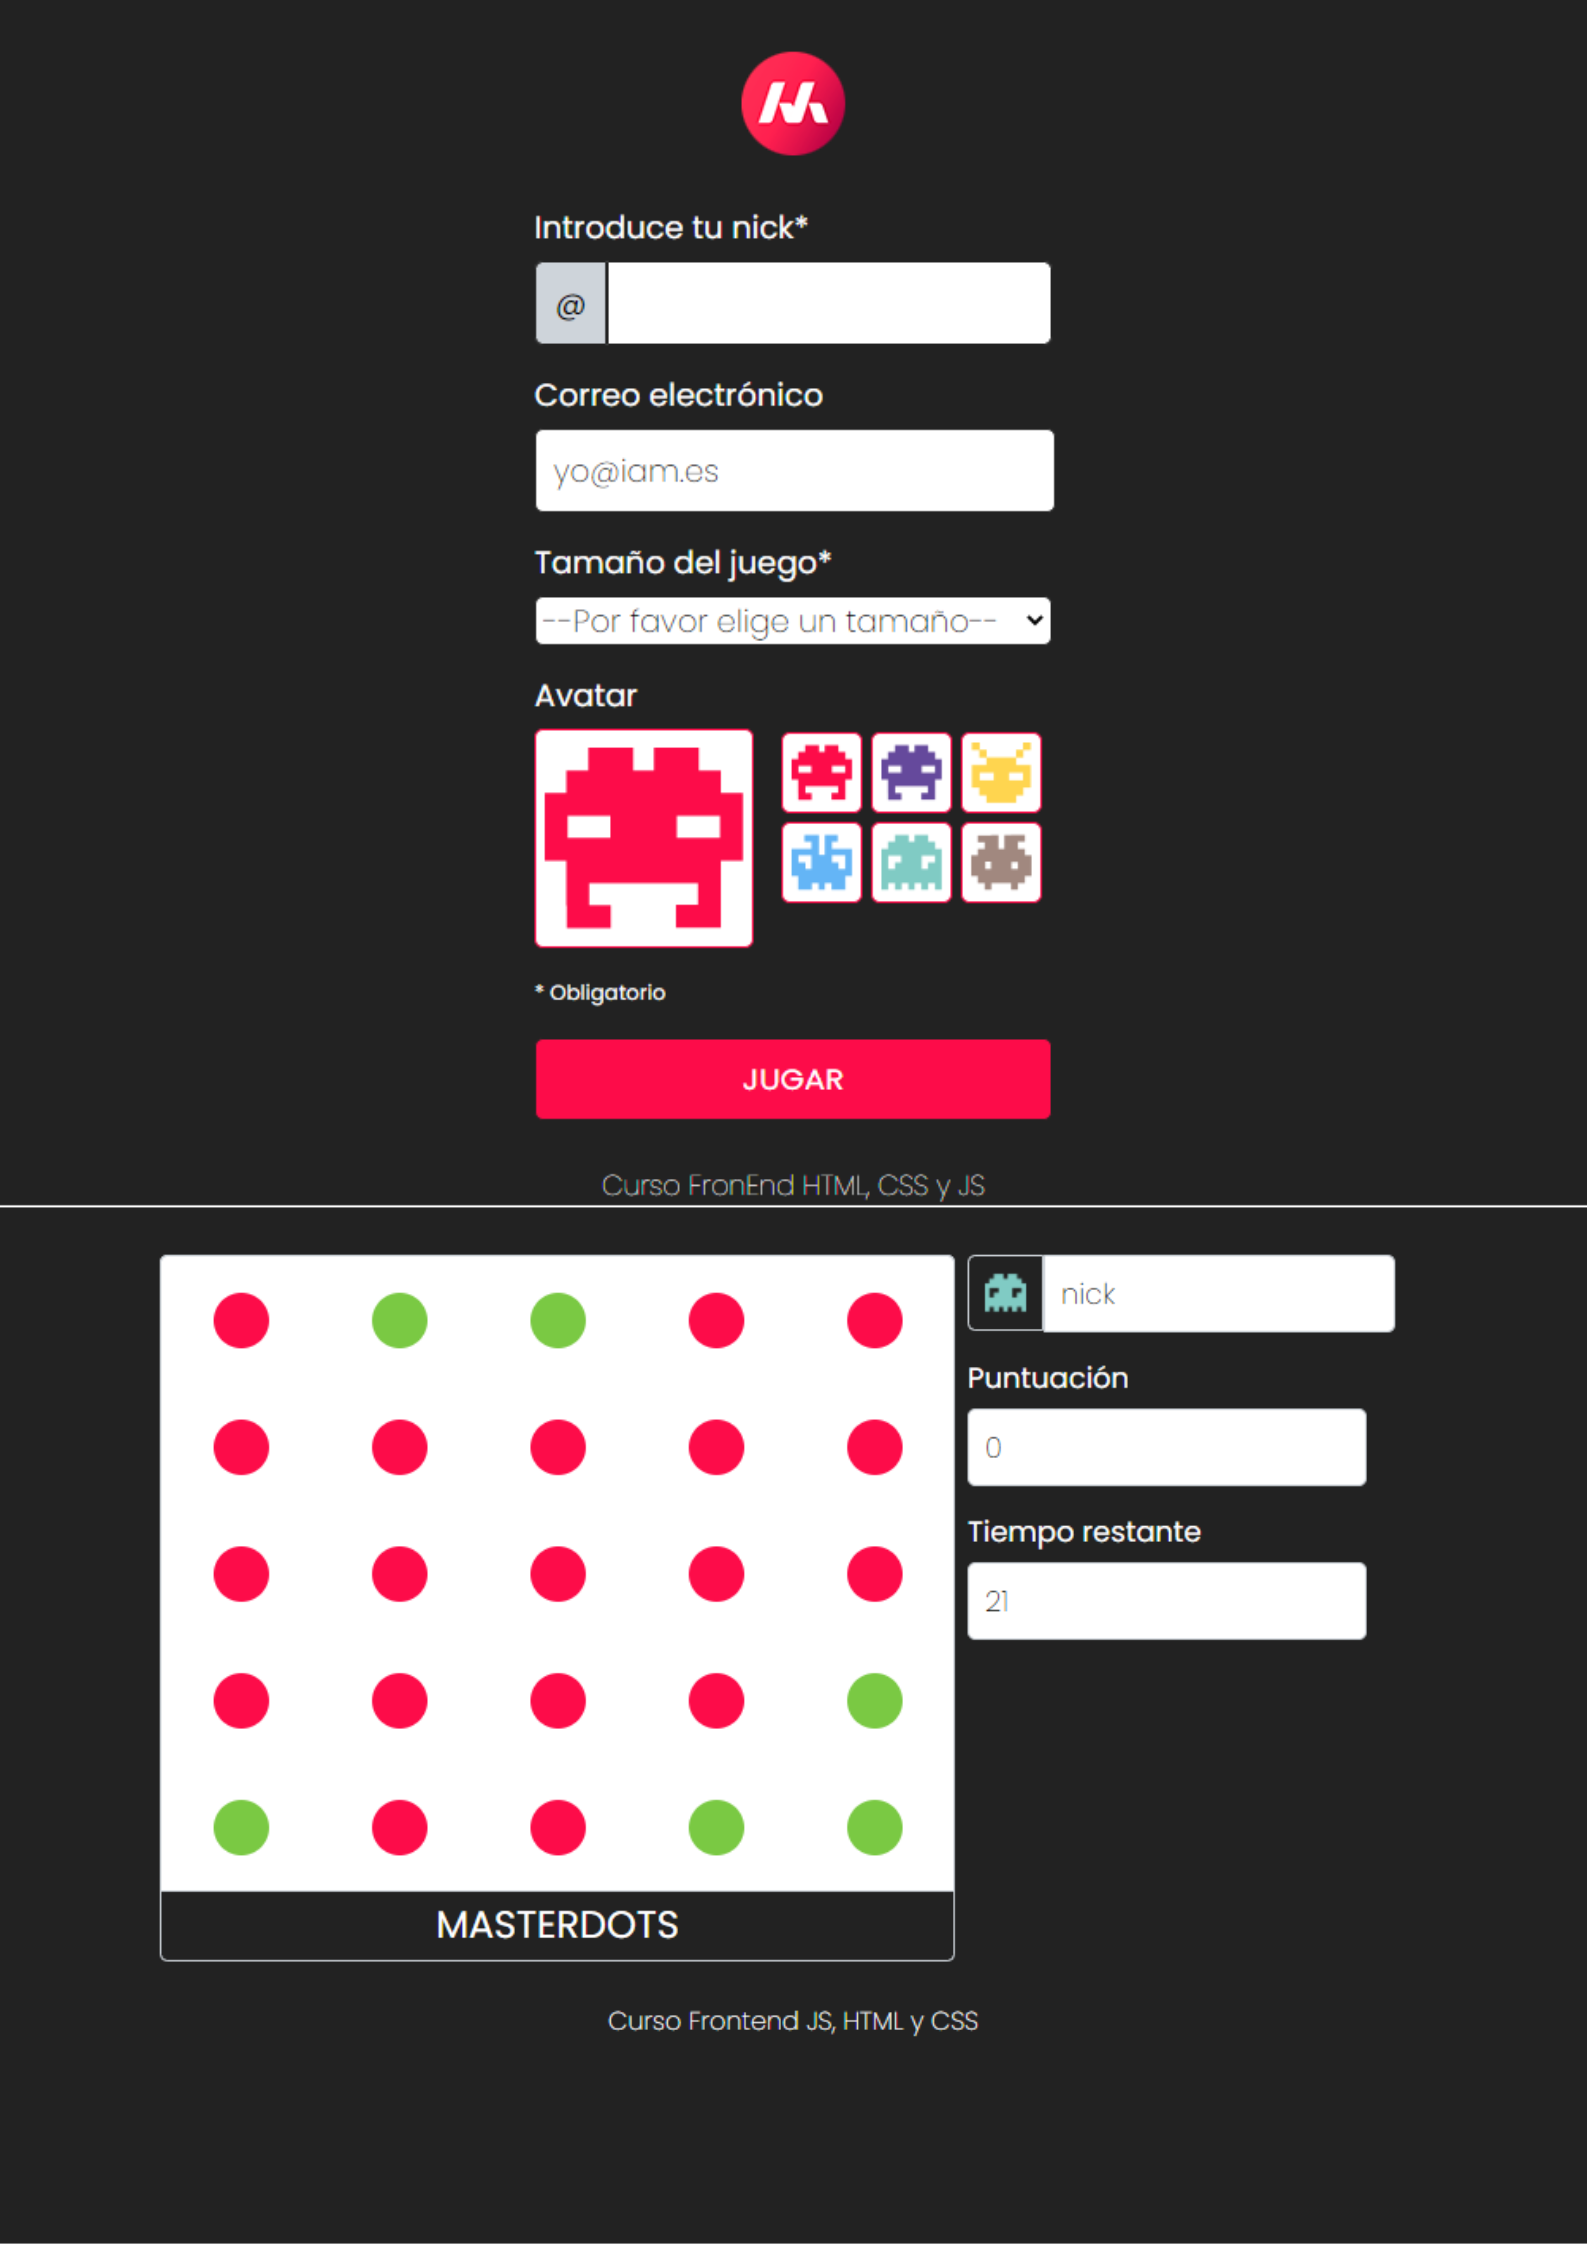 Introduce tu nick*
@
Correo electrónico
yo@iam.es
Tamaño del juego*
--Por favor elige un tamaño--
Avatar
* Obligatorio
JUGAR
Curso FronEnd HTML, CSS y JS
nick
Puntuación
0
Tiempo restante
21
MASTERDOTS
Curso Frontend JS, HTML y CSS